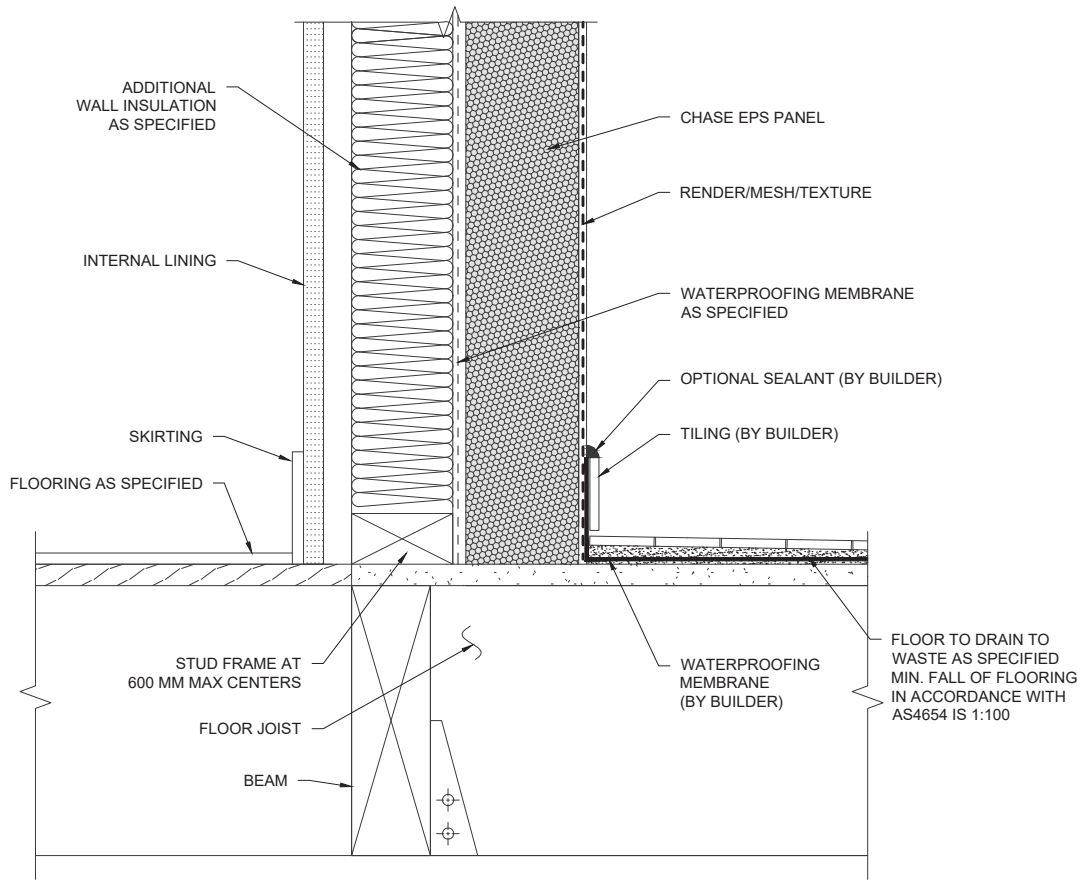 ADDITIONAL
WALL INSULATION
AS SPECIFIED
INTERNAL LINING
SKIRTING
FLOORING AS SPECIFIED
STUD FRAME AT
600 MM MAX CENTERS
FLOOR JOIST
BEAM
CHASE EPS PANEL
RENDER/MESH/TEXTURE
WATERPROOFING MEMBRANE
AS SPECIFIED
OPTIONAL SEALANT (BY BUILDER)
TILING (BY BUILDER)
WATERPROOFING
MEMBRANE
(BY BUILDER)
FLOOR TO DRAIN TO
WASTE AS SPECIFIED
MIN. FALL OF FLOORING
IN ACCORDANCE WITH
AS4654 IS 1:100